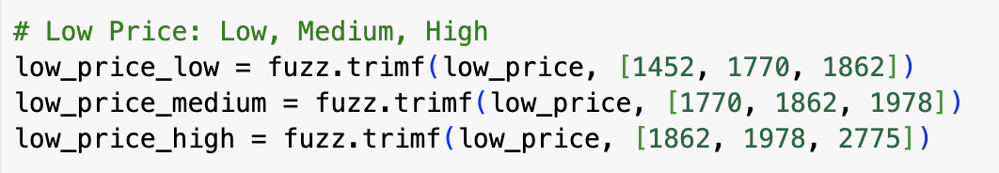 # Low Price: Low, Medium, High
low_price_low = fuzz.trimf(low_price, [1452, 1770, 1862])
low_price_medium = fuzz.trimf(low_price, [1770, 1862, 1978])
low_price_high = fuzz.trimf(low_price, [1862, 1978, 2775])